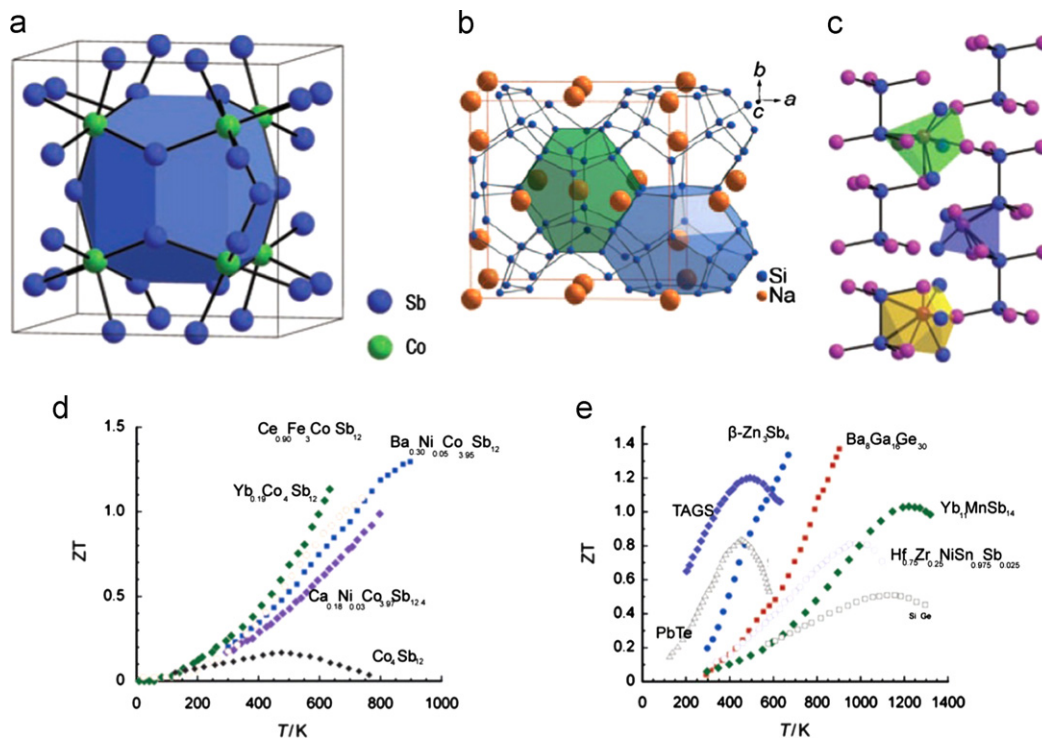 a
b
c
b
a
c
Sb
Co
Si
Na
d
e
Ce0.90Fe3CoSb12
Ba0.30Ni0.05Co3.95Sb12
Yb0.19Co4Sb12
Ca0.18Ni0.03Co3.97Sb12.4
Co4Sb12
ZT
1.5
1.0
0.5
0
0 200 400 600 800 1000
T/K
β-Zn3Sb4
Ba8Ga16Ge30
TAGS
Yb11MnSb14
Hf0.75Zr0.25NiSn0.975Sb0.025
PbTe
Si Ge
ZT
1.4
1.2
1.0
0.8
0.6
0.4
0.2
0
0 200 400 600 800 1000 1200 1400
T/K